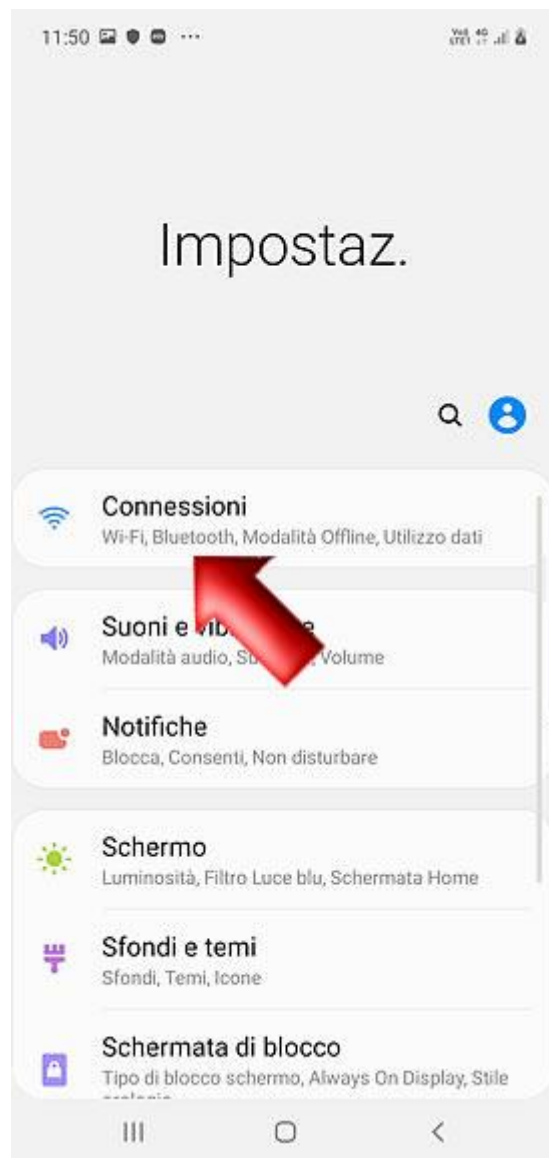 11:50
Impostaz.
Connessioni
Wi-Fi, Bluetooth, Modalità Offline, Utilizzo dati
Suoni e
Modalità audio, Volume
Notifiche
Blocca, Consenti, Non disturbare
Schermo
Luminosità, Filtro Luce blu, Schermata Home
Sfondi e temi
Sfondi, Temi, Icone
Schermata di blocco
Tipo di blocco schermo, Always On Display, Stile